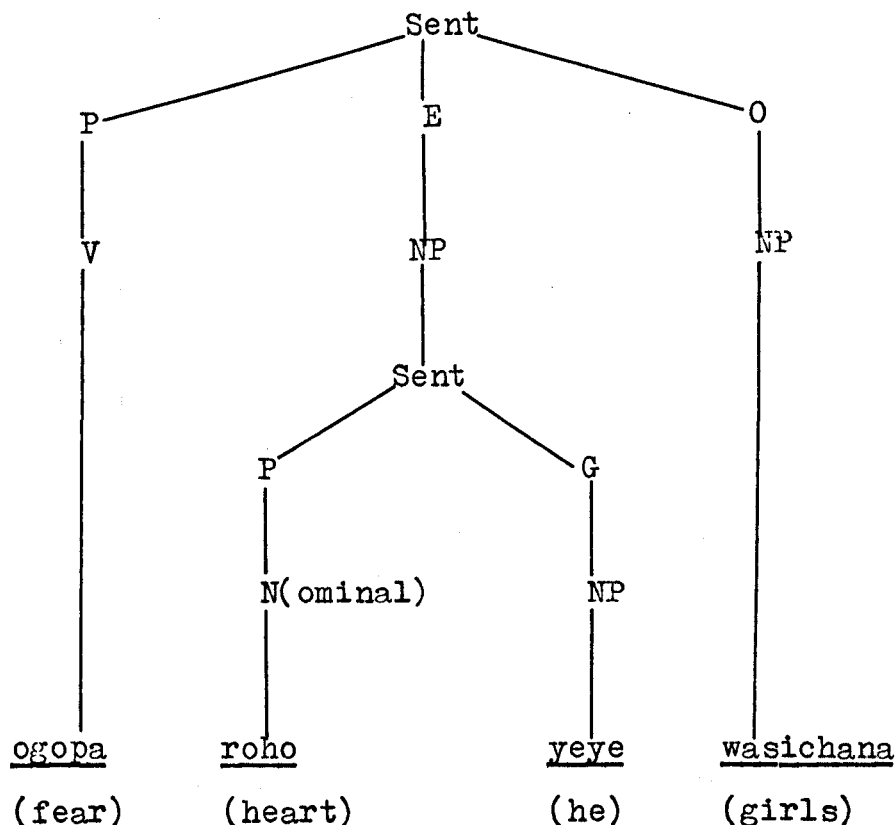 Sent
P E O
V NP NP
Sent
P G
N(ominal) NP
ogopa roho yeye wasichana
(fear) (heart) (he) (girls)